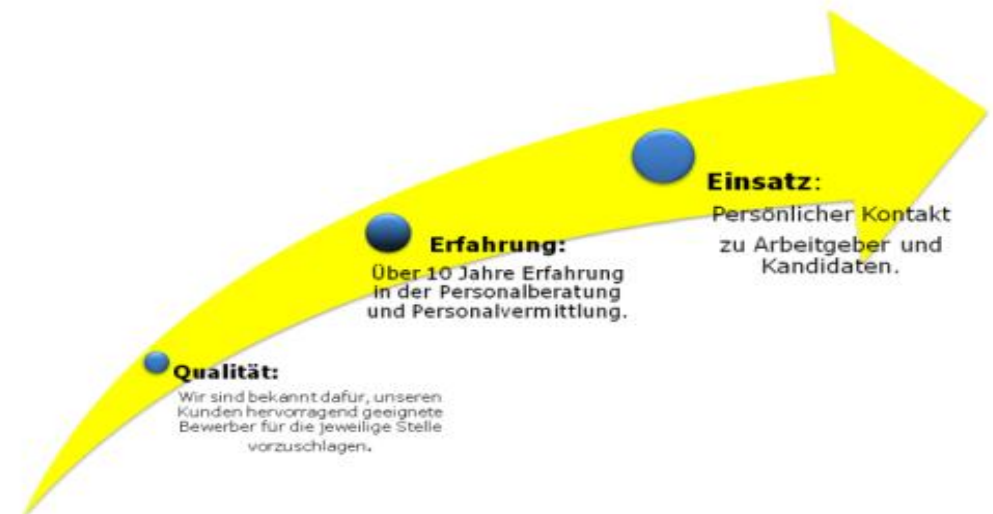 Einsatz:
Persönlicher Kontakt
zu Arbeitgeber und
Kandidaten.
Erfahrung:
Über 10 Jahre Erfahrung
in der Personalberatung
und Personalvermittlung.
Qualität:
Wir sind bekannt dafür, unseren
Kunden hervorragend geeignete
Bewerber für die jeweilige Stelle
vorzuschlagen.